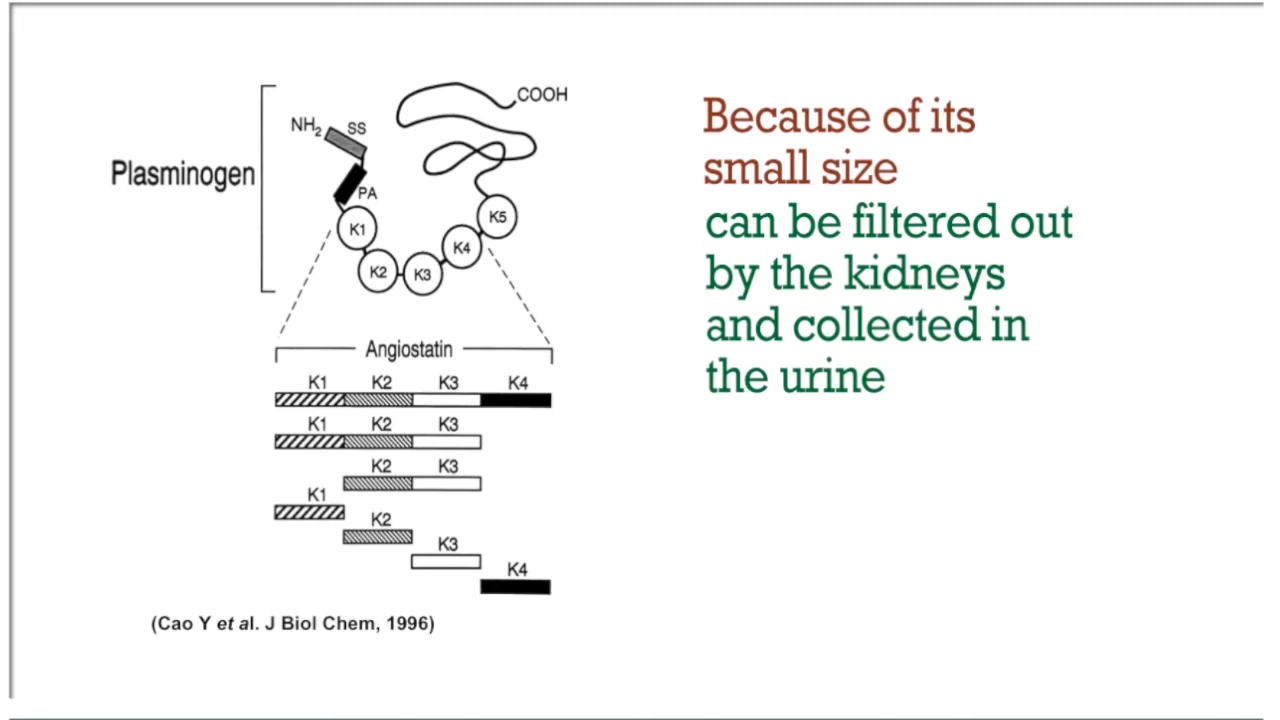 Plasminogen
NH2
SS
PA
COOH
K1
K2
K3
K4
K5
Angiostatin
K1 K2 K3 K4
K1 K2 K3
K2 K3
K1
K2
K3
K4
(Cao Y et al. J Biol Chem, 1996)
Because of its
small size
can be filtered out
by the kidneys
and collected in
the urine